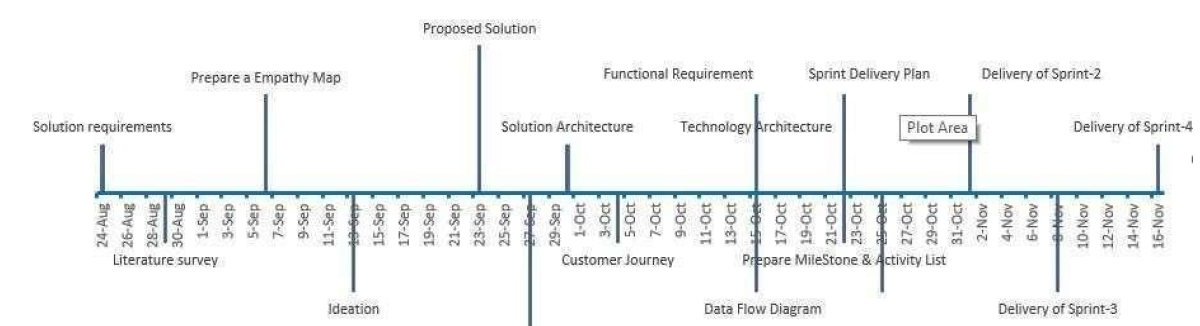 Proposed Solution
Prepare a Empathy Map
Functional Requirement
Sprint Delivery Plan
Delivery of Sprint-2
Solution requirements
Solution Architecture
Technology Architecture
Plot Area
Delivery of Sprint-4
24-Aug
26-Aug
28-Aug
30-Aug
1-Sep
3-Sep
5-Sep
7-Sep
9-Sep
11-Sep
13-Sep
15-Sep
17-Sep
19-Sep
21-Sep
23-Sep
25-Sep
27-Sep
29-Sep
1-Oct
3-Oct
5-Oct
7-Oct
9-Oct
11-Oct
13-Oct
15-Oct
17-Oct
19-Oct
21-Oct
23-Oct
25-Oct
27-Oct
29-Oct
31-Oct
2-Nov
4-Nov
6-Nov
8-Nov
10-Nov
12-Nov
14-Nov
16-Nov
Literature survey
Customer Journey
Prepare MileStone & Activity List
Ideation
Data Flow Diagram
Delivery of Sprint-3